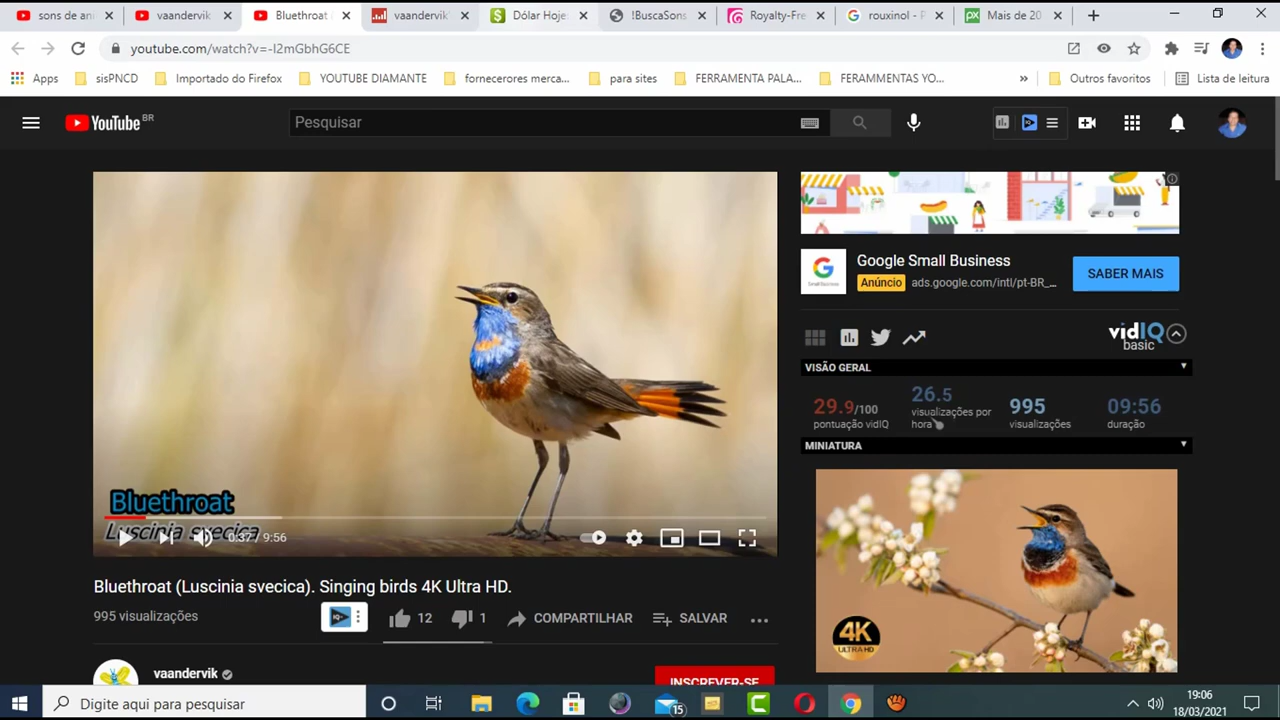 sons de an
vaandervik
Bluethroat (
vaandervik'
Dólar Hoje
!BuscaSons
Royalty-Fre
rouxinol - P
Mais de 20
youtube.com/watch?v=-I2mGbhG6CE
Apps
sisPNCD
Importado do Firefox
YOUTUBE DIAMANTE
fornecerores merca...
para sites
FERRAMENTA PALA...
FERAMMENTAS YO...
»
Outros favoritos
Lista de leitura
YouTube BR
Pesquisar
Google Small Business
Anúncio ads.google.com/intl/pt-BR_...
SABER MAIS
vidIQ
basic
VISÃO GERAL
29.9/100
pontuação vidIQ
26.5
visualizações por
hora
995
visualizações
09:56
duração
MINIATURA
4K
ULTRA HD
Bluethroat
Luscinia svecica
0:37 / 9:56
Bluethroat (Luscinia svecica). Singing birds 4K Ultra HD.
995 visualizações
12
1
COMPARTILHAR
SALVAR
vaandervik
INSCREVER-SE
Digite aqui para pesquisar
15
19:06
18/03/2021